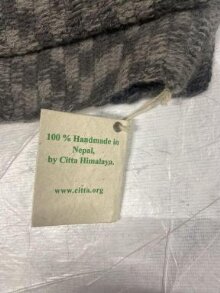 100 % Handmade in
Nepal,
by Citta Himalaya.
www.citta.org